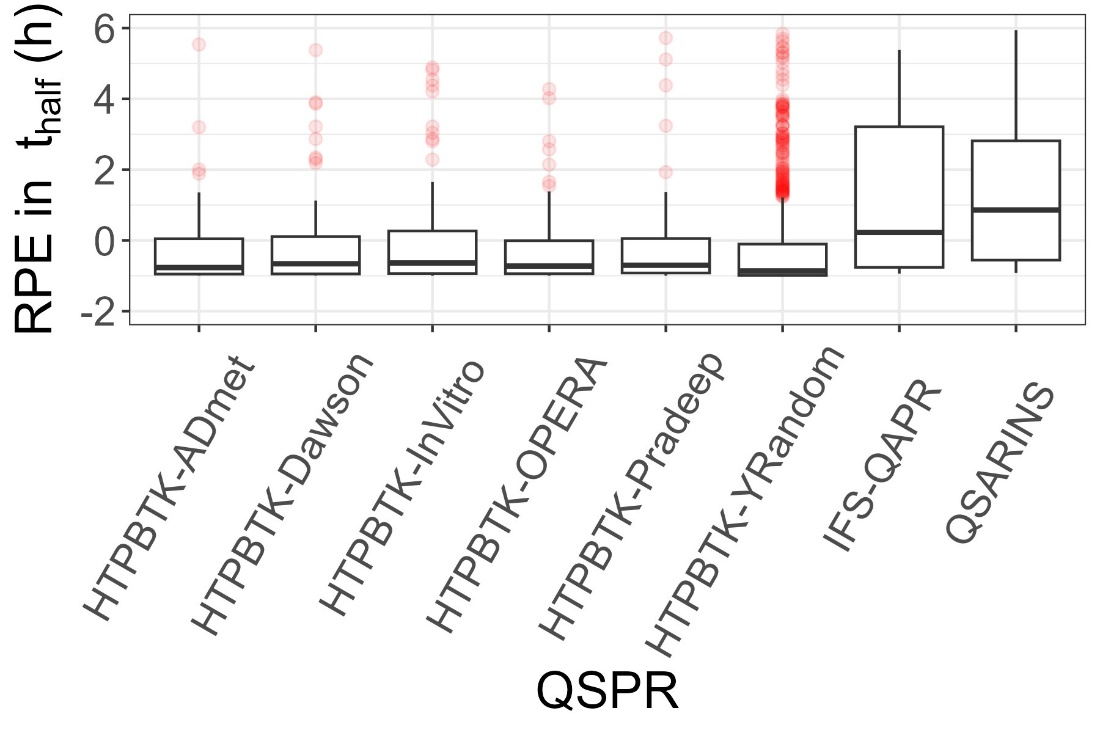 RPE in t_half (h)
6
4
2
0
-2
HTPBTK-ADmet
HTPBTK-Dawson
HTPBTK-InVitro
HTPBTK-OPERA
HTPBTK-Pradeep
HTPBTK-YRandom
IFS-QAPR
QSARINS
QSPR